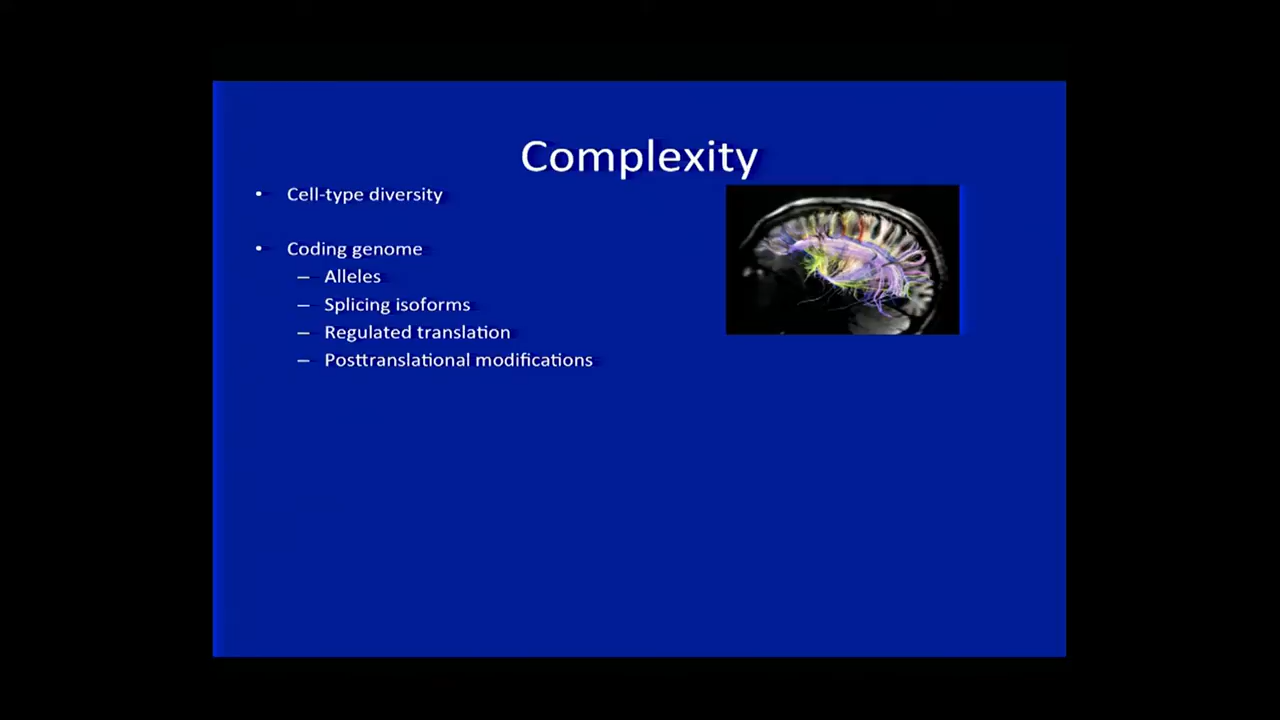 Complexity
• Cell-type diversity
• Coding genome
– Alleles
– Splicing isoforms
– Regulated translation
– Posttranslational modifications